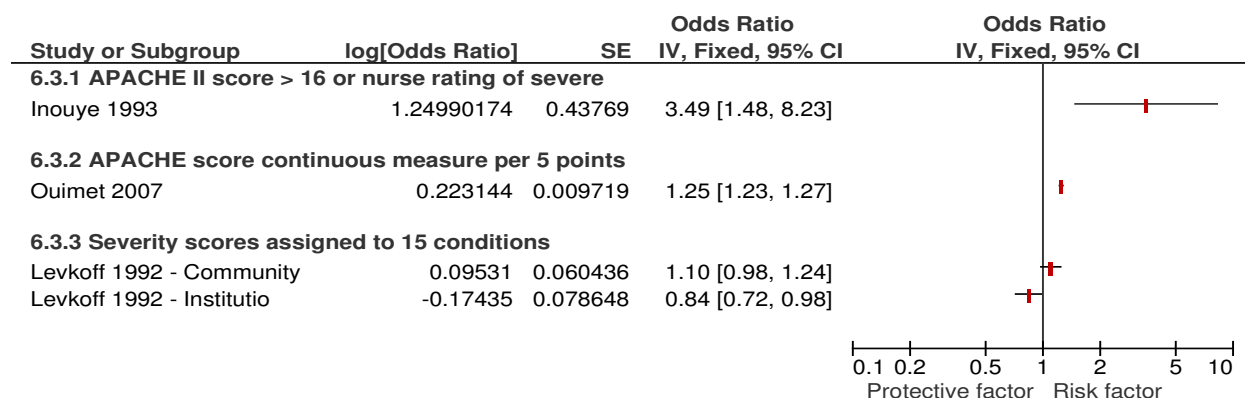 Odds Ratio Odds Ratio
Study or Subgroup log[Odds Ratio] SE IV, Fixed, 95% CI IV, Fixed, 95% CI
6.3.1 APACHE II score > 16 or nurse rating of severe
Inouye 1993 1.24990174 0.43769 3.49 [1.48, 8.23]
6.3.2 APACHE score continuous measure per 5 points
Ouimet 2007 0.223144 0.009719 1.25 [1.23, 1.27]
6.3.3 Severity scores assigned to 15 conditions
Levkoff 1992 - Community 0.09531 0.060436 1.10 [0.98, 1.24]
Levkoff 1992 - Institutio -0.17435 0.078648 0.84 [0.72, 0.98]
0.1 0.2 0.5 1 2 5 10
Protective factor Risk factor